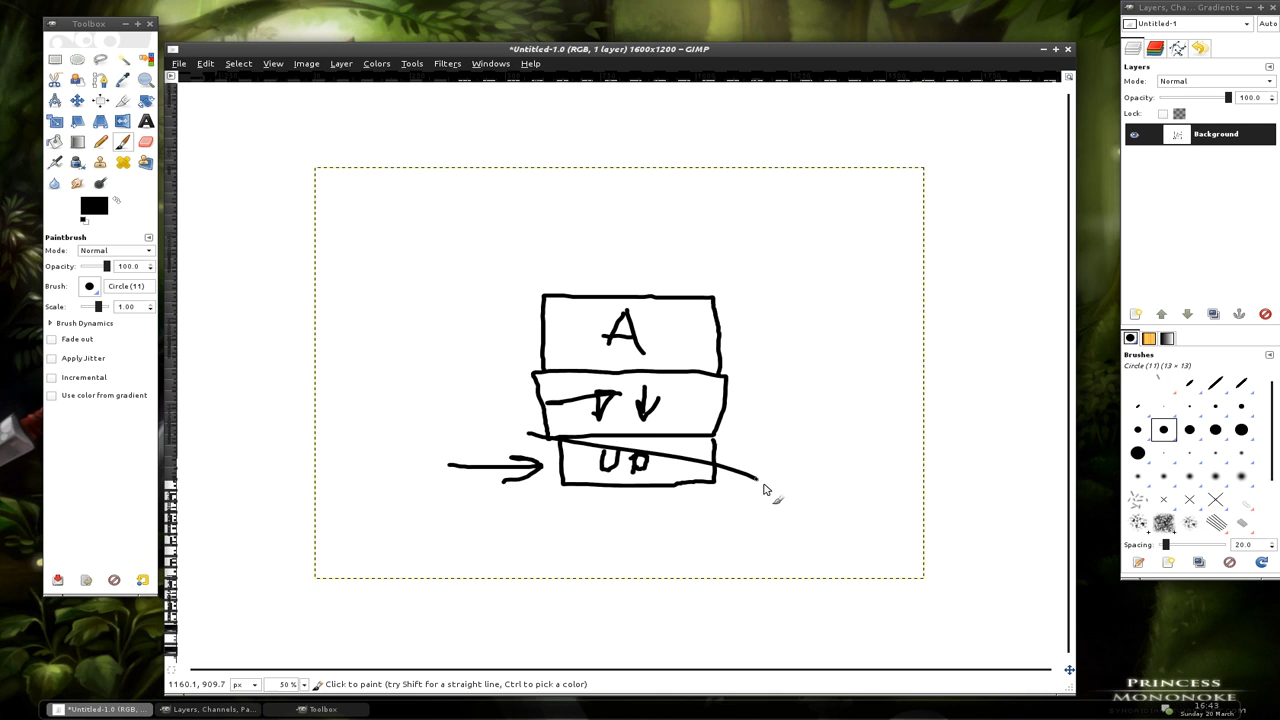 Toolbox
*Untitled-1.0 (RGB, 1 layer) 1600x1200 – GIMP
Layers, Cha... Gradients
File Edit Select View Image Layer Colors Tools Filters Windows Help
Untitled-1 Auto
Layers
Mode: Normal
Opacity: 100.0
Lock:
Background
Paintbrush
Mode: Normal
Opacity: 100.0
Brush: Circle (11)
Scale: 1.00
Brush Dynamics
Fade out
Apply Jitter
Incremental
Use color from gradient
A
UP
Brushes
Circle (11) (13 × 13)
Spacing: 20.0
1160.1, 909.7 px 50 % Click to paint (try Shift for a straight line, Ctrl to pick a color)
PRINCESS
MONONOKE
*Untitled-1.0 (RGB, ... Layers, Channels, Pa... Toolbox
16:43
Sunday 20 March